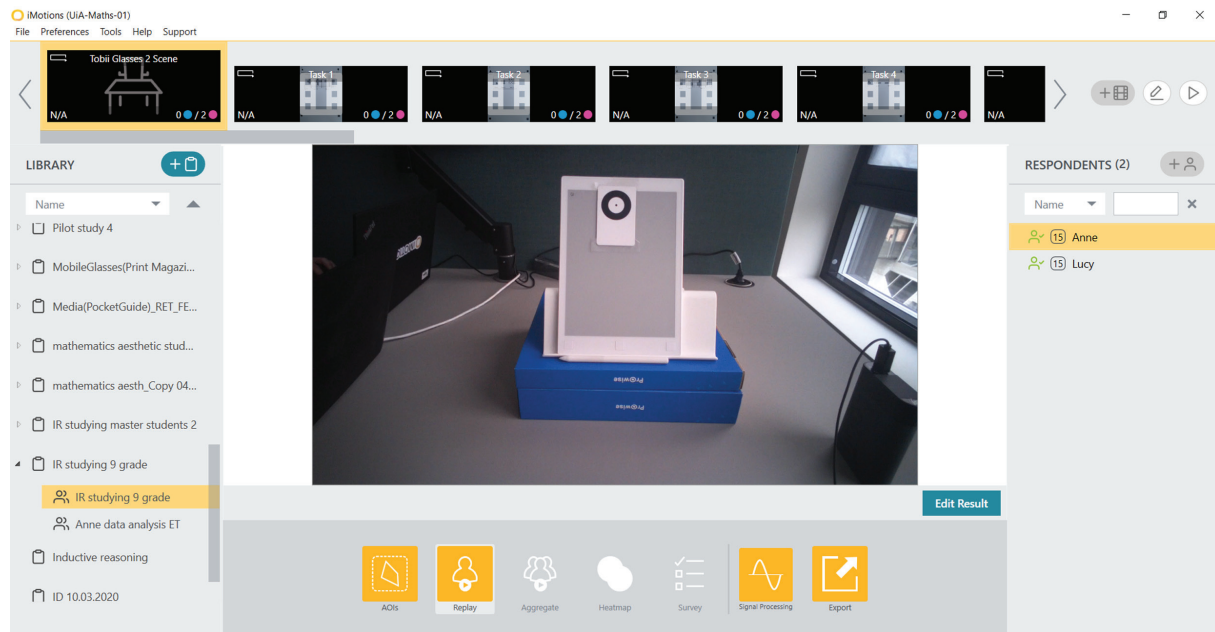 iMotions (UiA-Maths-01)
File Preferences Tools Help Support
Tobii Glasses 2 Scene
N/A 0 / 2
Task 1
N/A 0 / 2
Task 2
N/A 0 / 2
Task 3
N/A 0 / 2
Task 4
N/A 0 / 2
N/A
LIBRARY
Name
Pilot study 4
MobileGlasses(Print Magazi...
Media(PocketGuide)_RET_FE...
mathematics aesthetic stud...
mathematics aesth_Copy 04...
IR studying master students 2
IR studying 9 grade
IR studying 9 grade
Anne data analysis ET
Inductive reasoning
ID 10.03.2020
Prowise
Prowise
Edit Result
AOIs
Replay
Aggregate
Heatmap
Survey
Signal Processing
Export
RESPONDENTS (2)
Name
15 Anne
15 Lucy